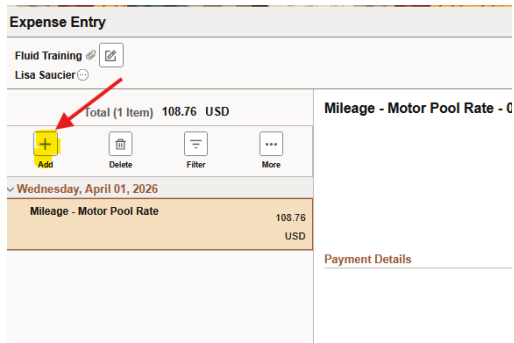 Expense Entry
Fluid Training
Lisa Saucier
Total (1 Item) 108.76 USD
Add Delete Filter More
Wednesday, April 01, 2026
Mileage - Motor Pool Rate
108.76
USD
Mileage - Motor Pool Rate - 0
Payment Details